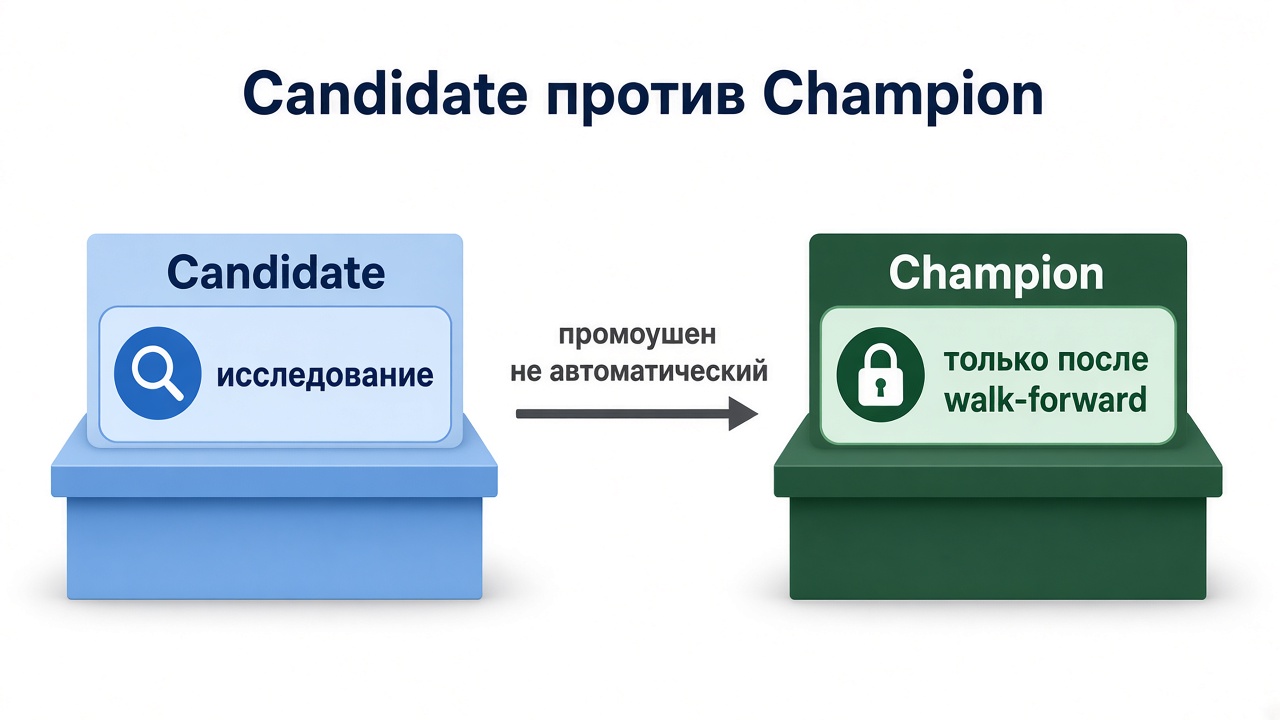 Candidate против Champion
Candidate
исследование
промоушен
не автоматический
Champion
только после
walk-forward